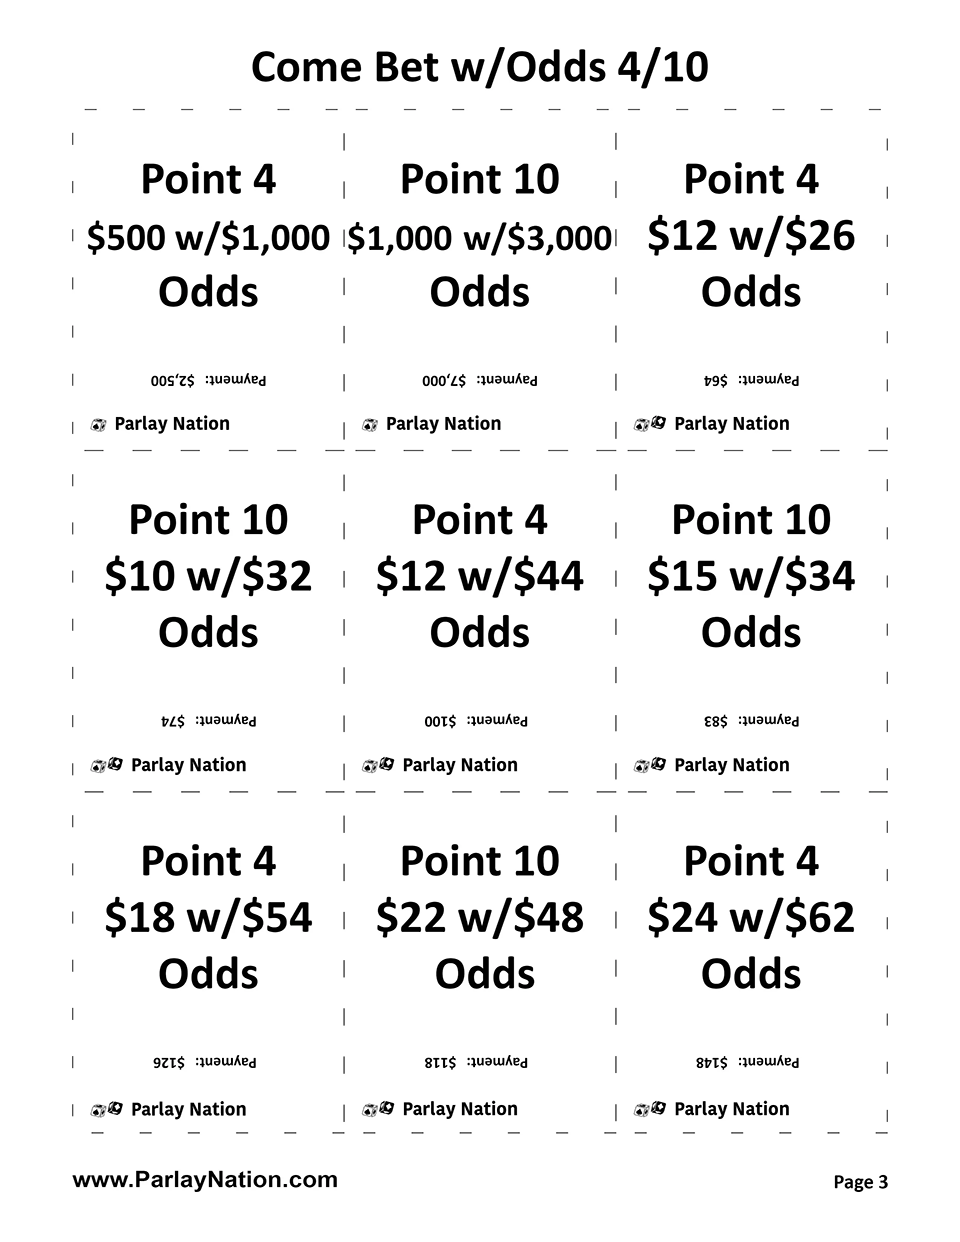 Come Bet w/Odds 4/10
Point 4
$500 w/$1,000
Odds
Payment: $2,500
Parlay Nation
Point 10
$1,000 w/$3,000
Odds
Payment: $7,000
Parlay Nation
Point 4
$12 w/$26
Odds
Payment: $64
Parlay Nation
Point 10
$10 w/$32
Odds
Payment: $74
Parlay Nation
Point 4
$12 w/$44
Odds
Payment: $100
Parlay Nation
Point 10
$15 w/$34
Odds
Payment: $83
Parlay Nation
Point 4
$18 w/$54
Odds
Payment: $126
Parlay Nation
Point 10
$22 w/$48
Odds
Payment: $118
Parlay Nation
Point 4
$24 w/$62
Odds
Payment: $148
Parlay Nation
www.ParlayNation.com
Page 3